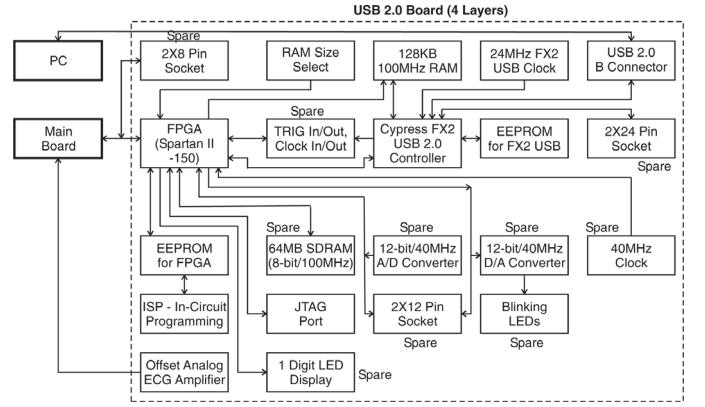 USB 2.0 Board (4 Layers)
Spare
PC
2X8 Pin
Socket
RAM Size
Select
128KB
100MHz RAM
24MHz FX2
USB Clock
USB 2.0
B Connector
Spare
Main
Board
FPGA
(Spartan II
-150)
TRIG In/Out,
Clock In/Out
Cypress FX2
USB 2.0
Controller
EEPROM
for FX2 USB
2X24 Pin
Socket
Spare
Spare
Spare
Spare
Spare
EEPROM
for FPGA
64MB SDRAM
(8-bit/100MHz)
12-bit/40MHz
A/D Converter
12-bit/40MHz
D/A Converter
40MHz
Clock
ISP - In-Circuit
Programming
JTAG
Port
2X12 Pin
Socket
Blinking
LEDs
Spare
Spare
Offset Analog
ECG Amplifier
1 Digit LED
Display
Spare